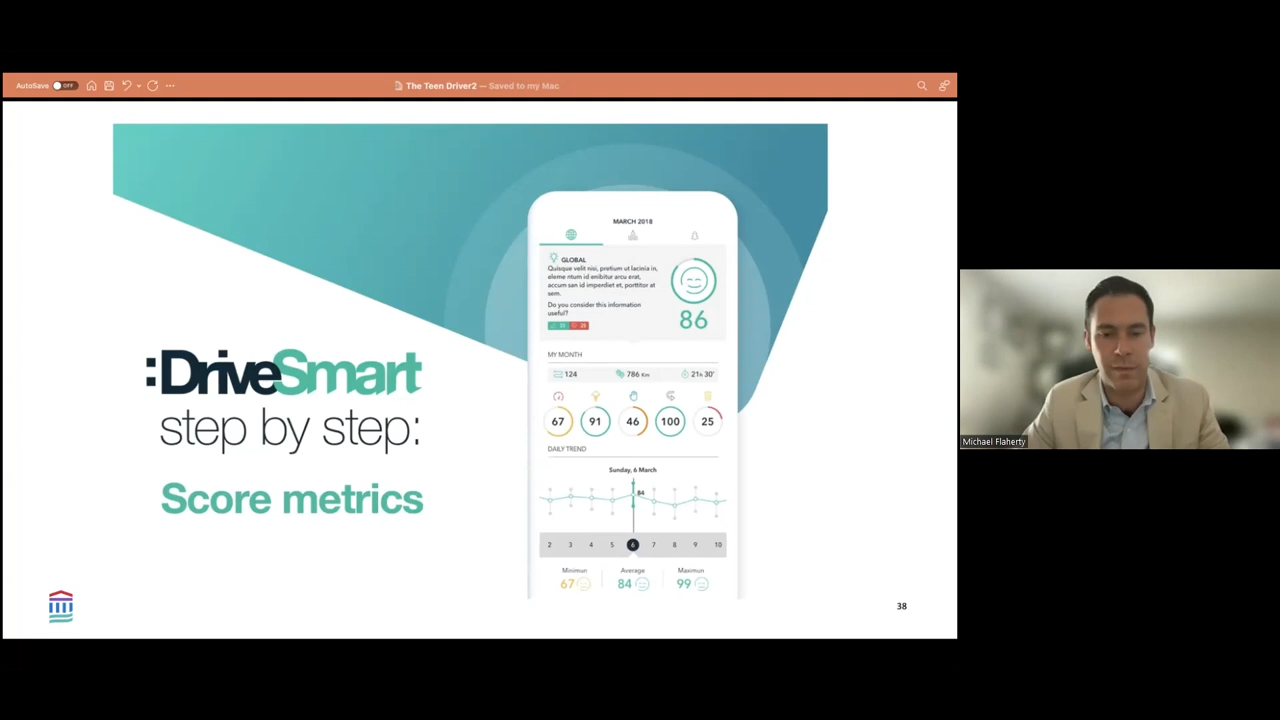 AutoSave OFF
The Teen Driver2 — Saved to my Mac
:DriveSmart
step by step:
Score metrics
MARCH 2018
GLOBAL
Quisque velit nisi, pretium ut lacinia in,
eleme ntum id enibitur arcu erat,
accum san id imperdiet et, porttitor at
sem.
Do you consider this information
useful?
86
MY MONTH
124
786 Km
21h 30'
67
91
46
100
25
DAILY TREND
Sunday, 6 March
84
2 3 4 5 6 7 8 9 10
Minimun
Average
Maximun
67
84
99
38
Michael Flaherty